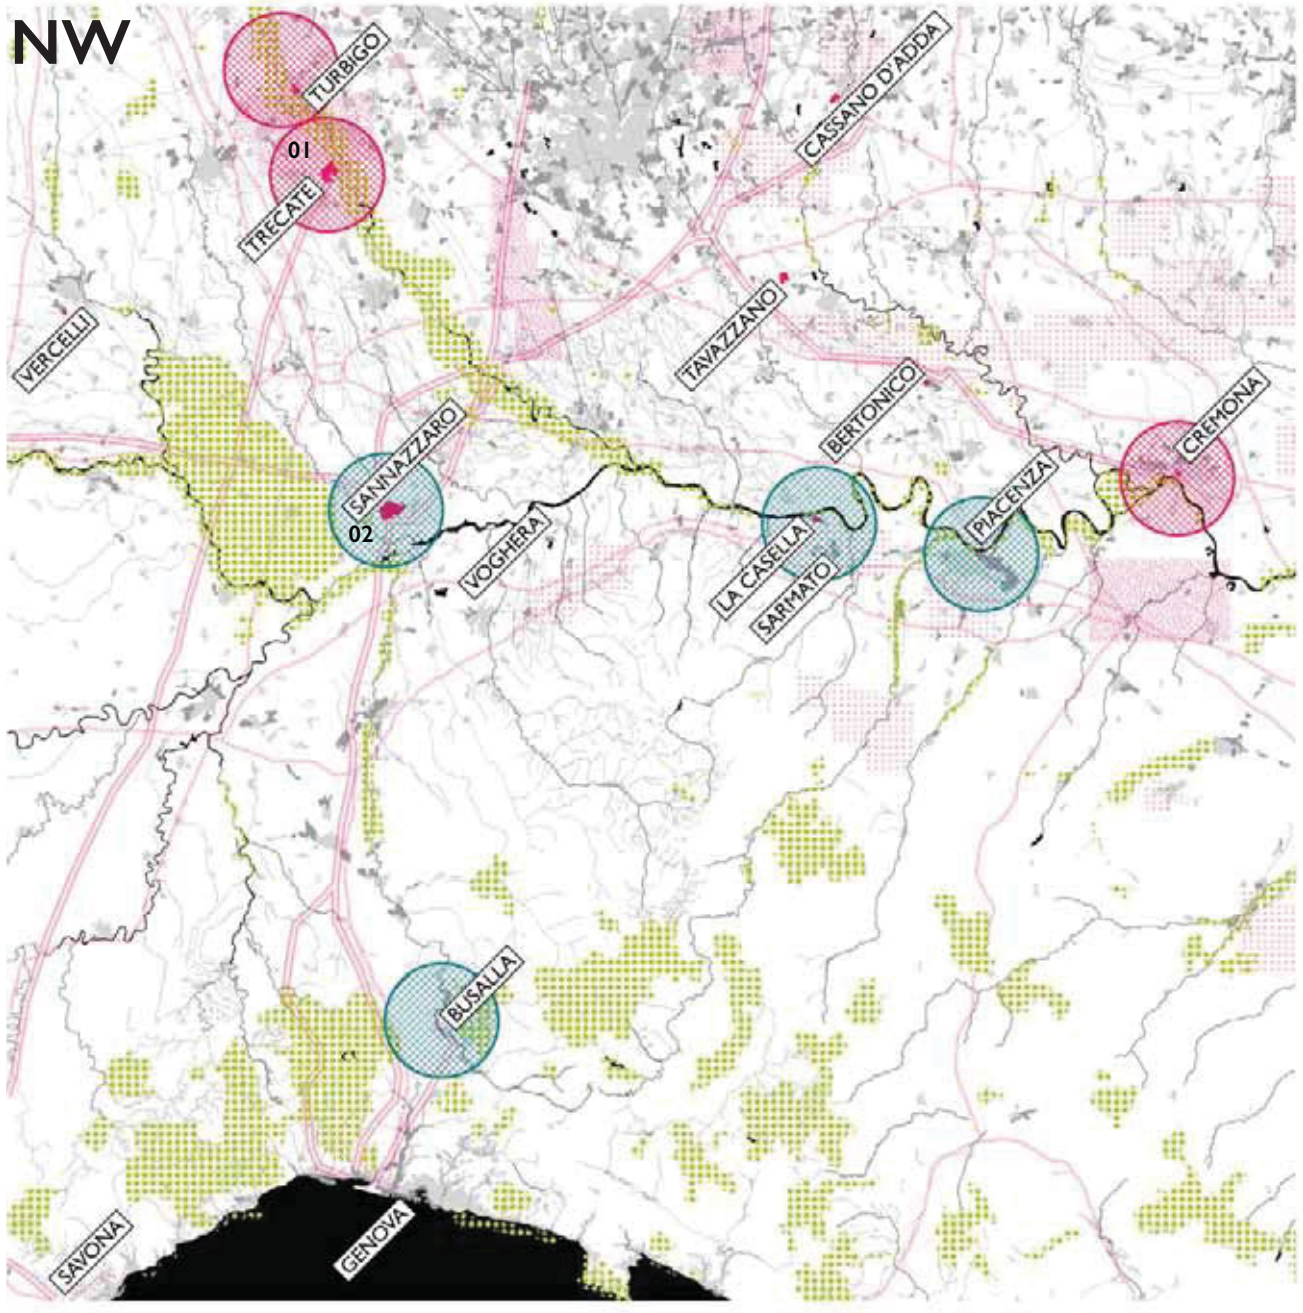 NW
TURBIGO
CASSANO D'ADDA
01
TRECATE
VERCELLI
TAVAZZANO
BERTONICO
CREMONA
SANNAZZARO
02
VOGHERA
PIACENZA
LA CASELLA
SARMATO
BUSALLA
SAVONA
GENOVA